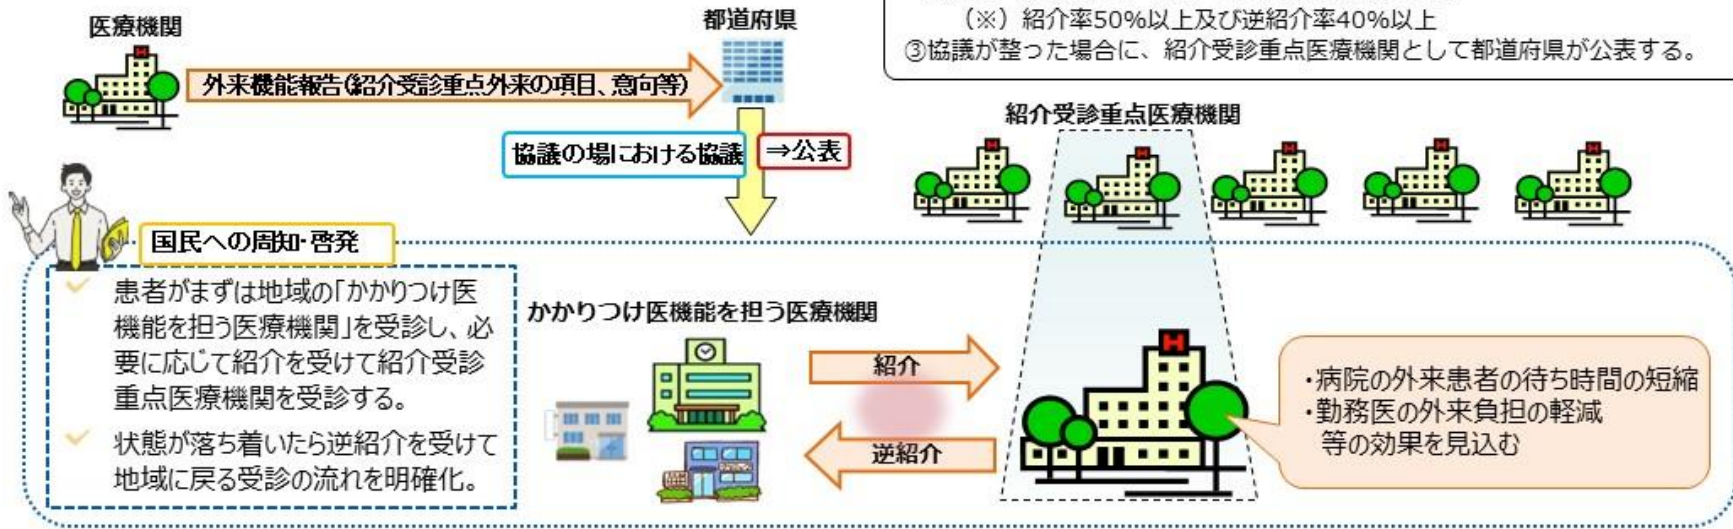 医療機関
都道府県
（※）紹介率50％以上及び逆紹介率40％以上
③協議が整った場合に、紹介受診重点医療機関として都道府県が公表する。
外来機能報告(紹介受診重点外来の項目、意向等)
協議の場における協議
⇒公表
紹介受診重点医療機関
国民への周知・啓発
患者がまずは地域の「かかりつけ医
機能を担う医療機関」を受診し、必
要に応じて紹介を受けて紹介受診
重点医療機関を受診する。
状態が落ち着いたら逆紹介を受けて
地域に戻る受診の流れを明確化。
かかりつけ医機能を担う医療機関
紹介
逆紹介
・病院の外来患者の待ち時間の短縮
・勤務医の外来負担の軽減
等の効果を見込む
H
H
H
H
H
H
H